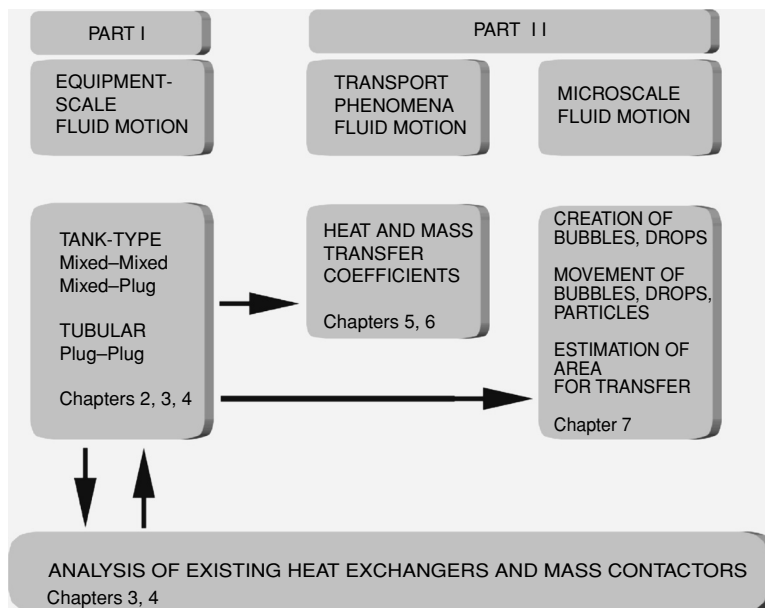 PART I
PART II
EQUIPMENT-
SCALE
FLUID MOTION
TRANSPORT
PHENOMENA
FLUID MOTION
MICROSCALE
FLUID MOTION
TANK-TYPE
Mixed–Mixed
Mixed–Plug
TUBULAR
Plug–Plug
Chapters 2, 3, 4
HEAT AND MASS
TRANSFER
COEFFICIENTS
Chapters 5, 6
CREATION OF
BUBBLES, DROPS
MOVEMENT OF
BUBBLES, DROPS,
PARTICLES
ESTIMATION OF
AREA
FOR TRANSFER
Chapter 7
ANALYSIS OF EXISTING HEAT EXCHANGERS AND MASS CONTACTORS
Chapters 3, 4